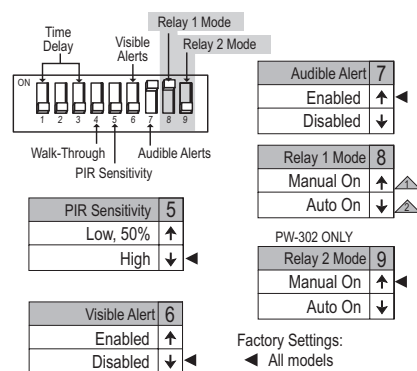 Relay 1 Mode
Time
Delay
Visible
Alerts
Relay 2 Mode
ON
1 2 3 4 5 6 7 8 9
Walk-Through
Audible Alerts
PIR Sensitivity
Audible Alert 7
Enabled ↑ ◄
Disabled ↓
Relay 1 Mode 8
Manual On ↑ 1
Auto On ↓ 2
PIR Sensitivity 5
Low, 50% ↑
High ↓ ◄
PW-302 ONLY
Relay 2 Mode 9
Manual On ↑ ◄
Auto On ↓
Visible Alert 6
Enabled ↑
Disabled ↓ ◄
Factory Settings:
◄ All models